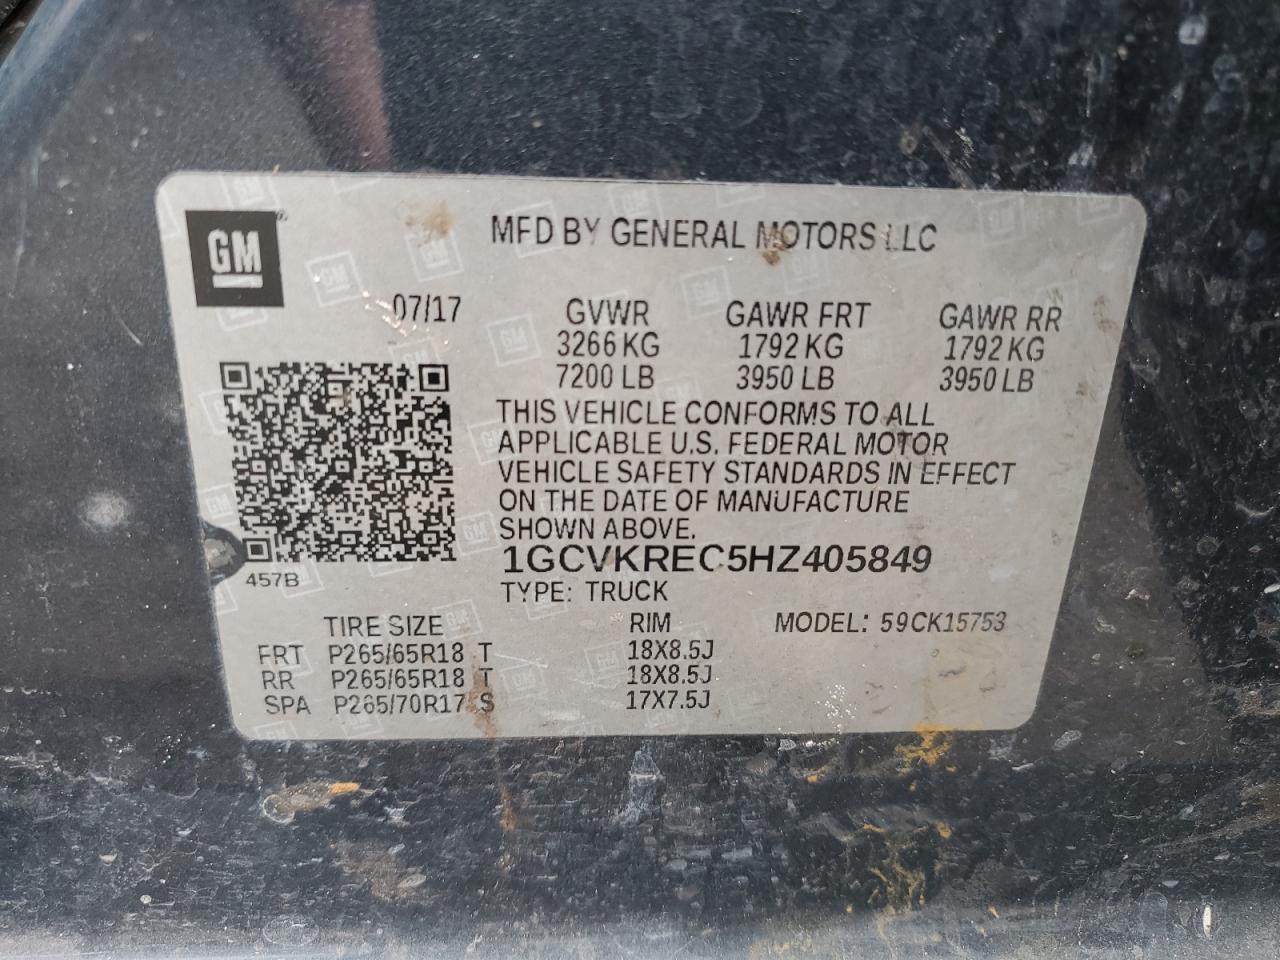 GM
MFD BY GENERAL MOTORS LLC
07/17 GVWR GAWR FRT GAWR RR
3266 KG 1792 KG 1792 KG
7200 LB 3950 LB 3950 LB
THIS VEHICLE CONFORMS TO ALL
APPLICABLE U.S. FEDERAL MOTOR
VEHICLE SAFETY STANDARDS IN EFFECT
ON THE DATE OF MANUFACTURE
SHOWN ABOVE.
1GCVKREC5HZ405849
457B
TYPE: TRUCK
TIRE SIZE RIM MODEL: 59CK15753
FRT P265/65R18 T 18X8.5J
RR P265/65R18 T 18X8.5J
SPA P265/70R17 S 17X7.5J